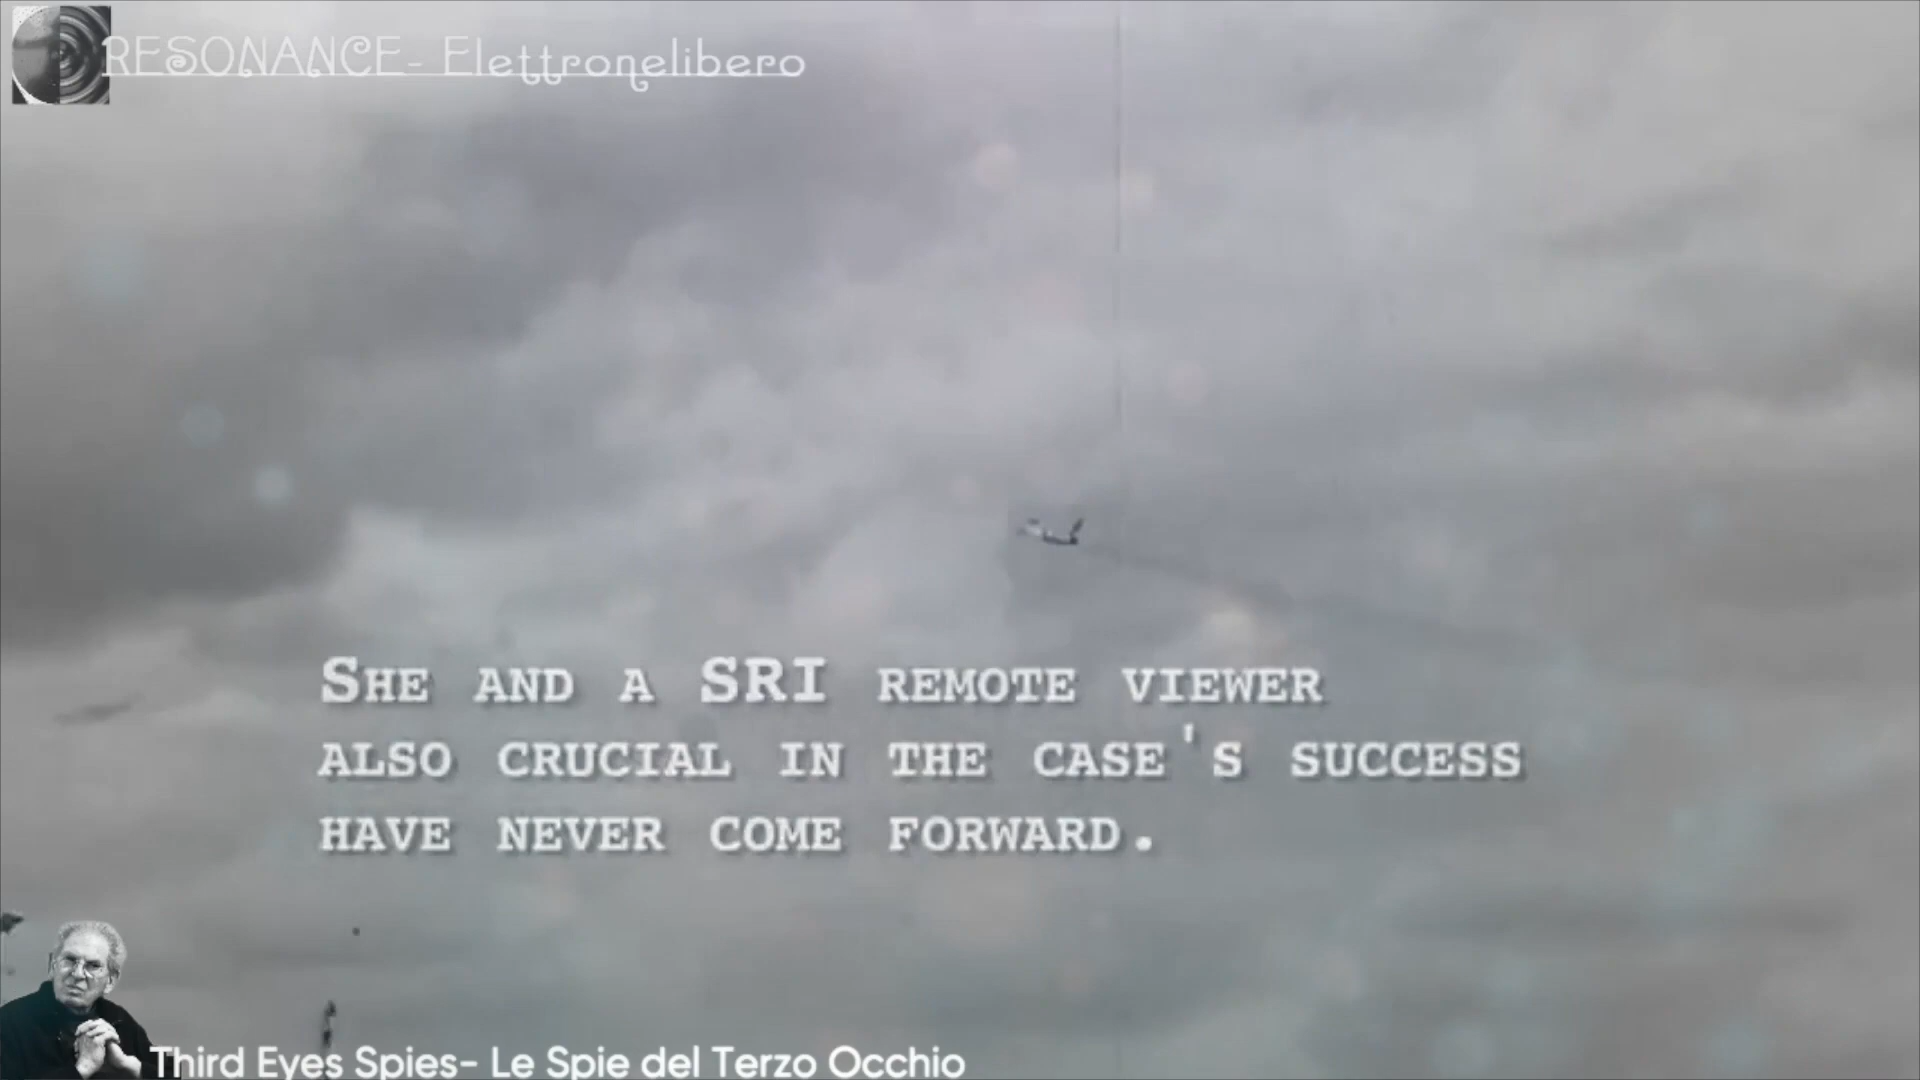 RESONANCE- Elettronelibero
SHE AND A SRI REMOTE VIEWER
ALSO CRUCIAL IN THE CASE'S SUCCESS
HAVE NEVER COME FORWARD.
Third Eyes Spies- Le Spie del Terzo Occhio